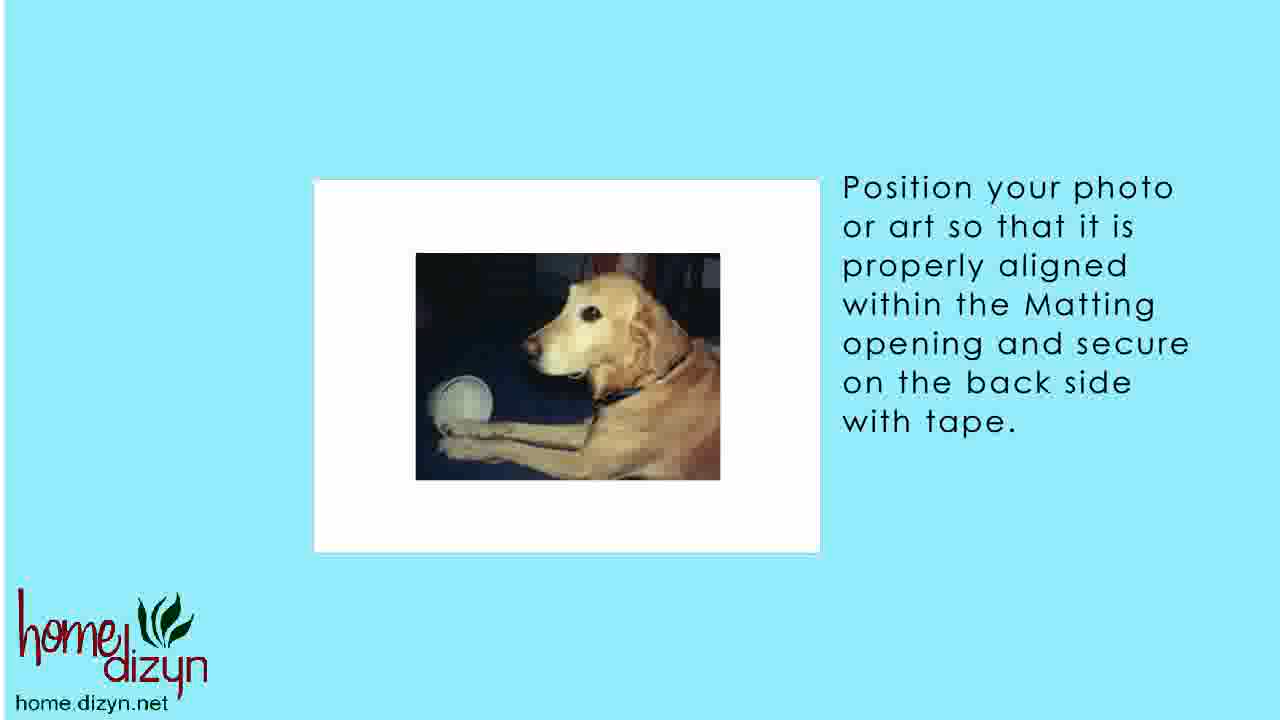 Position your photo
or art so that it is
properly aligned
within the Matting
opening and secure
on the back side
with tape.
home
dizyn
home.dizyn.net